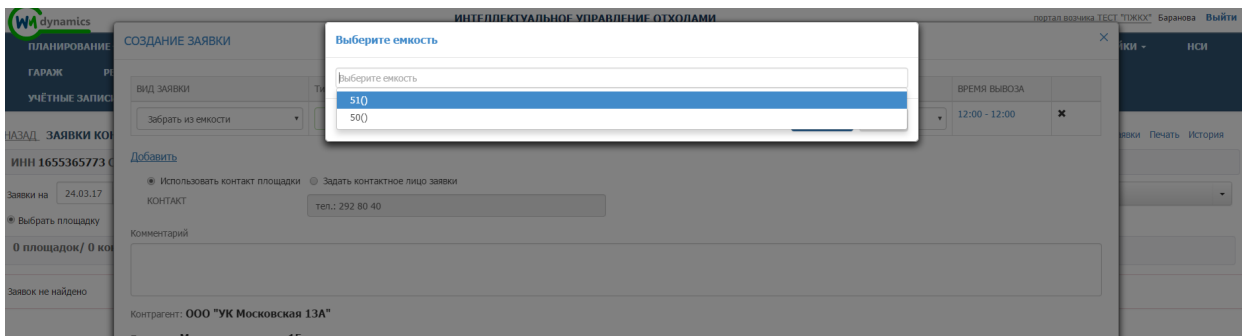 WM dynamics
ИНТЕЛЛЕКТУАЛЬНОЕ УПРАВЛЕНИЕ ОТХОДАМИ
портал возчика ТЕСТ "ПЖКХ" Баранова Выйти
ПЛАНИРОВАНИЕ
СОЗДАНИЕ ЗАЯВКИ
Выберите емкость
×
НСИ
ГАРАЖ
Выберите емкость
УЧЁТНЫЕ ЗАПИСИ
ВИД ЗАЯВКИ
51()
ВРЕМЯ ВЫВОЗА
Забрать из емкости
50()
12:00 - 12:00
НАЗАД ЗАЯВКИ
Печать История
ИНН 1655365773
Добавить
Использовать контакт площадки Задать контактное лицо заявки
Заявки на 24.03.17
КОНТАКТ
тел.: 292 80 40
Выбрать площадку
Комментарий
0 площадок/ 0
Заявок не найдено
Контрагент: ООО "УК Московская 13А"